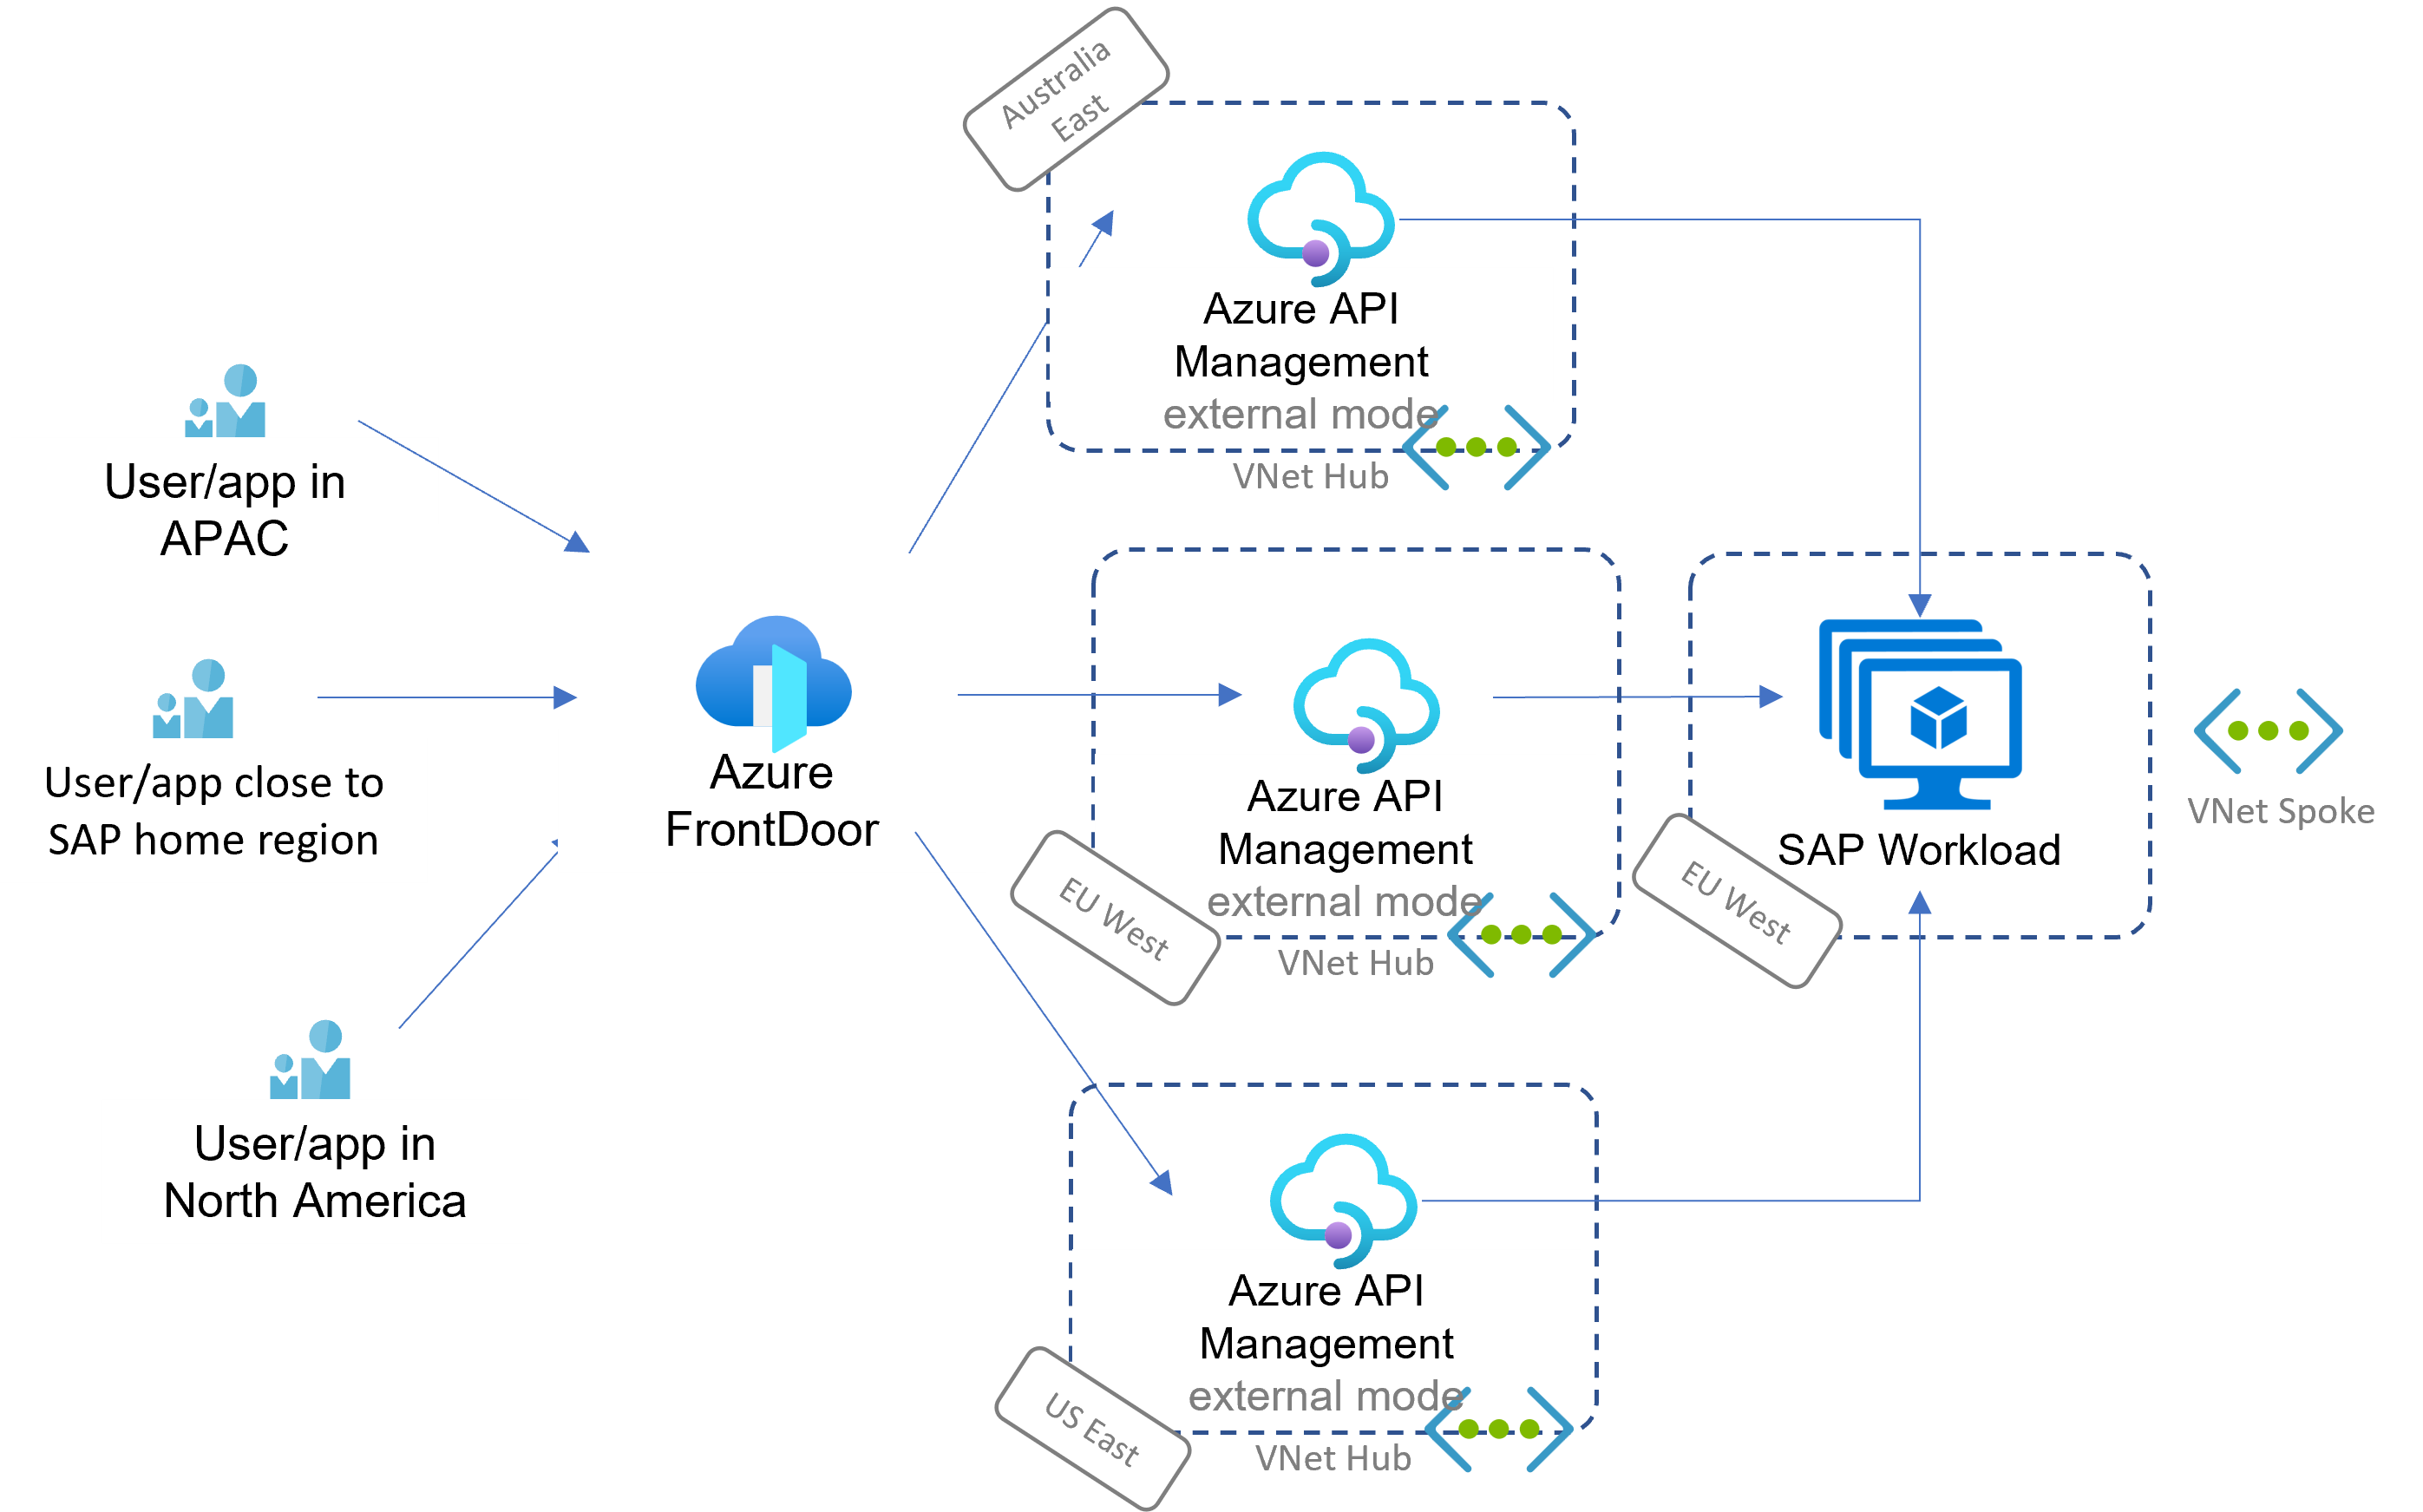 Australia
East
Azure API
Management
external mode
VNet Hub
User/app in
APAC
User/app close to
SAP home region
User/app in
North America
Azure
FrontDoor
Azure API
Management
external mode
VNet Hub
EU West
SAP Workload
EU West
VNet Spoke
Azure API
Management
external mode
VNet Hub
US East